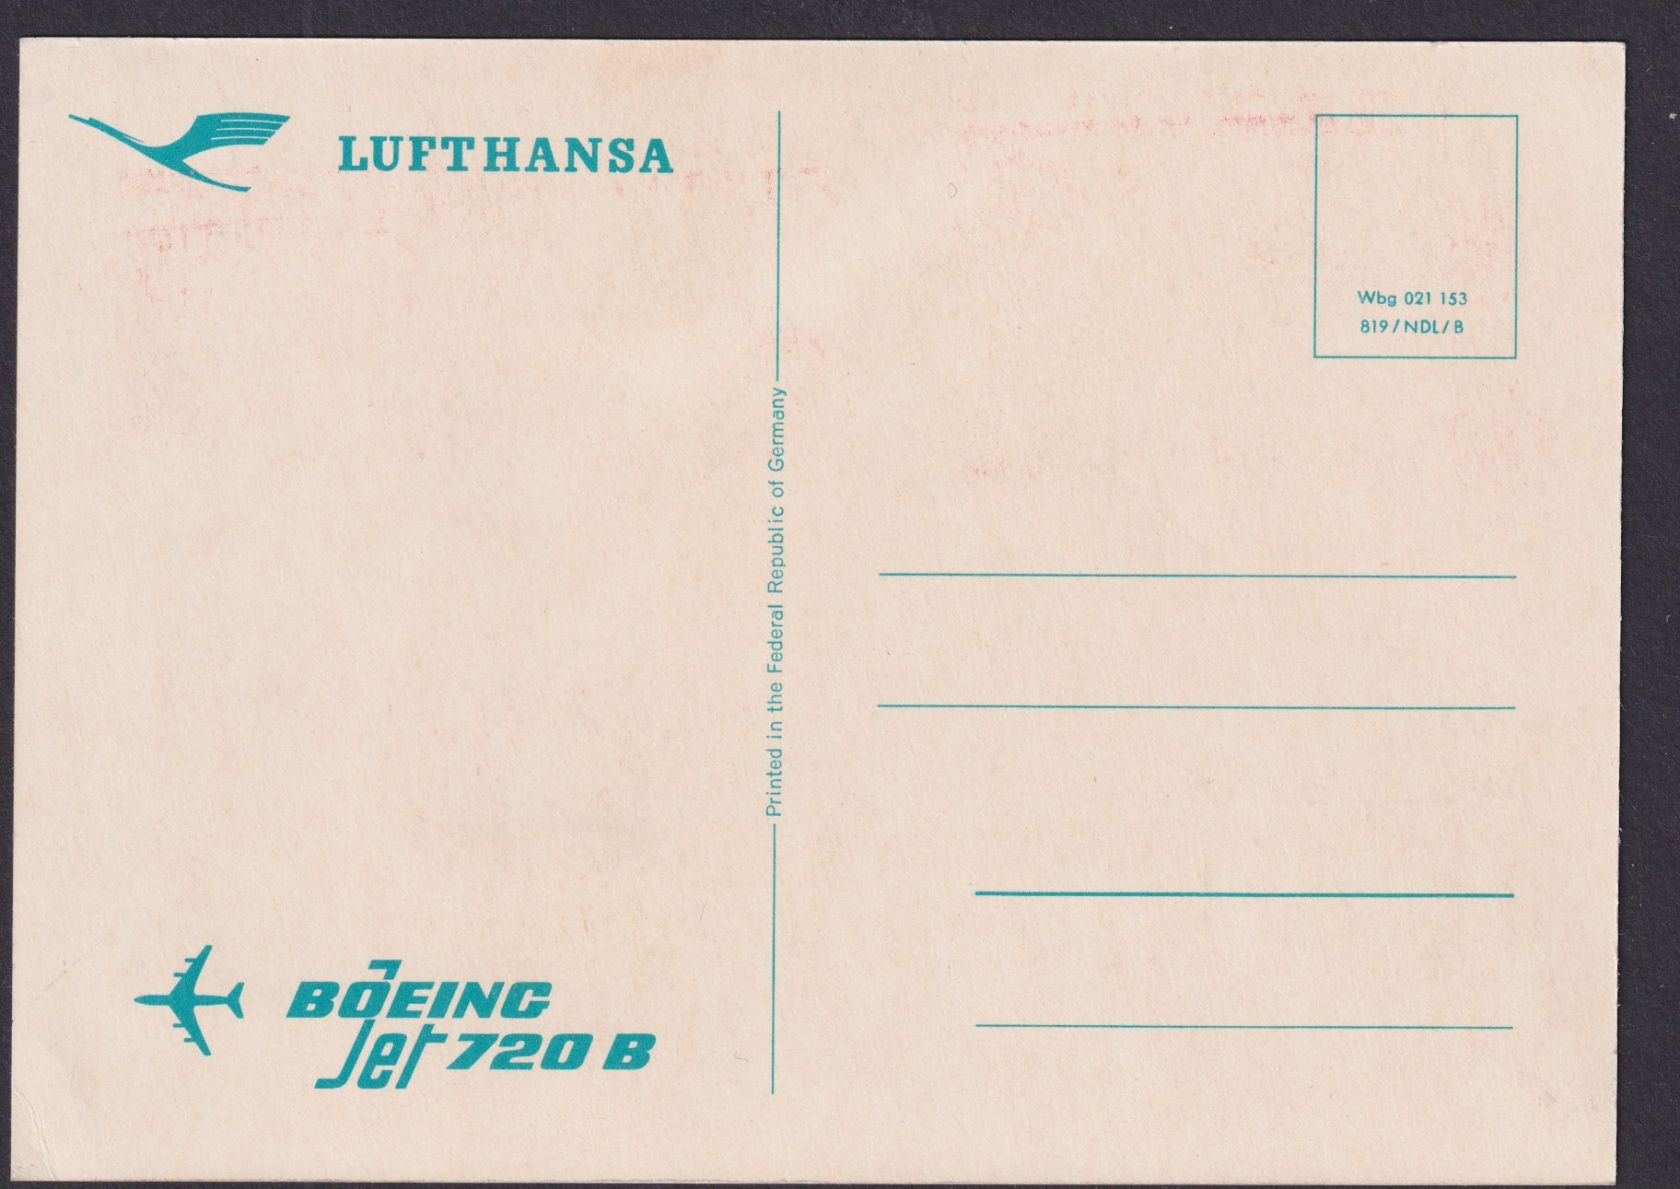 LUFTHANSA
Wbg 021 153
819/NDL/B
Printed in the Federal Republic of Germany
BOEING
Jet 720 B